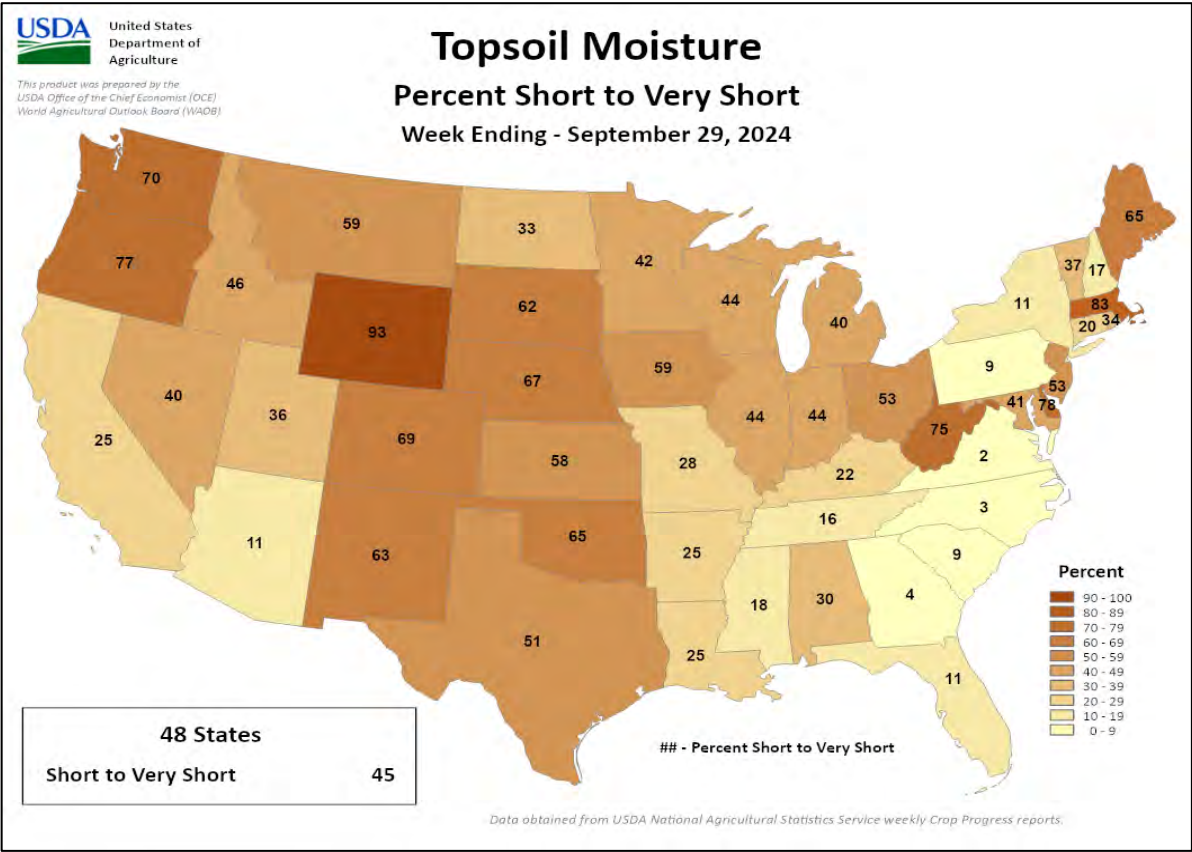 USDA
United States
Department of
Agriculture
This product was prepared by the
USDA Office of the Chief Economist (OCE)
World Agricultural Outlook Board (WAOB)
Topsoil Moisture
Percent Short to Very Short
Week Ending - September 29, 2024
70
59
33
42
65
77
46
93
62
44
40
37
17
11
83
20
34
40
36
67
59
9
53
25
69
58
44
44
53
41
78
75
28
22
2
11
63
65
25
16
3
9
18
30
4
51
25
11
Percent
90 - 100
80 - 89
70 - 79
60 - 69
50 - 59
40 - 49
30 - 39
20 - 29
10 - 19
0 - 9
48 States
Short to Very Short 45
## - Percent Short to Very Short
Data obtained from USDA National Agricultural Statistics Service weekly Crop Progress reports.